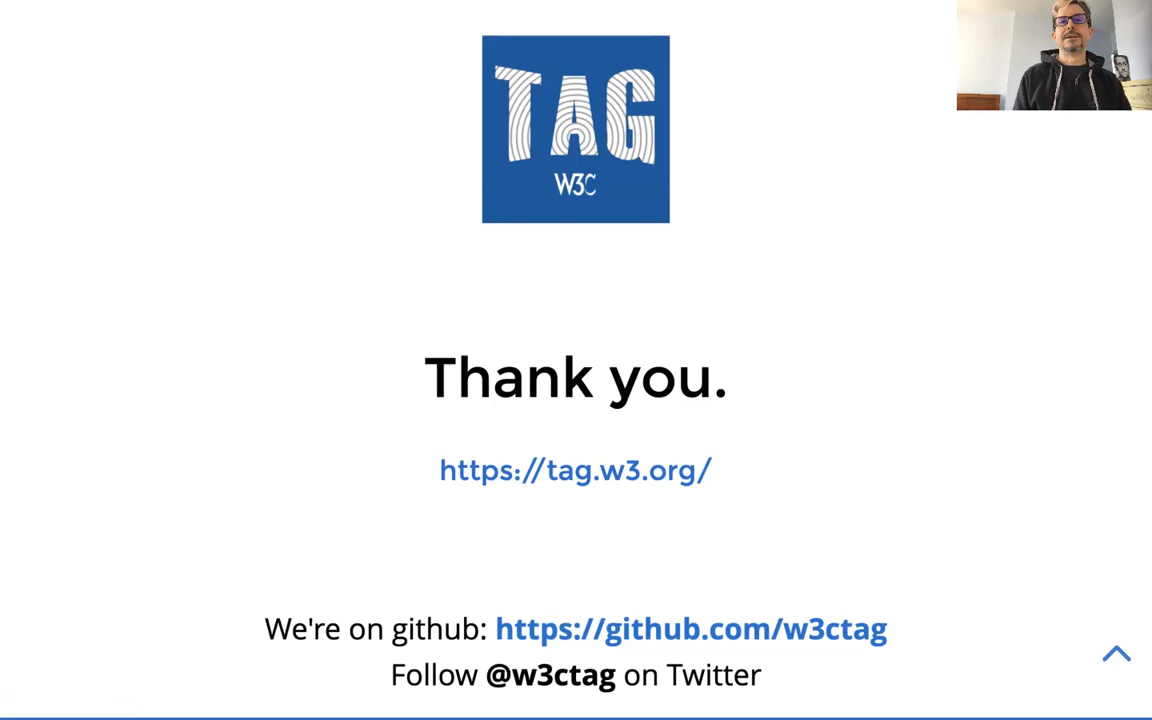 TAG
W3C
Thank you.
https://tag.w3.org/
We're on github: https://github.com/w3ctag
Follow @w3ctag on Twitter